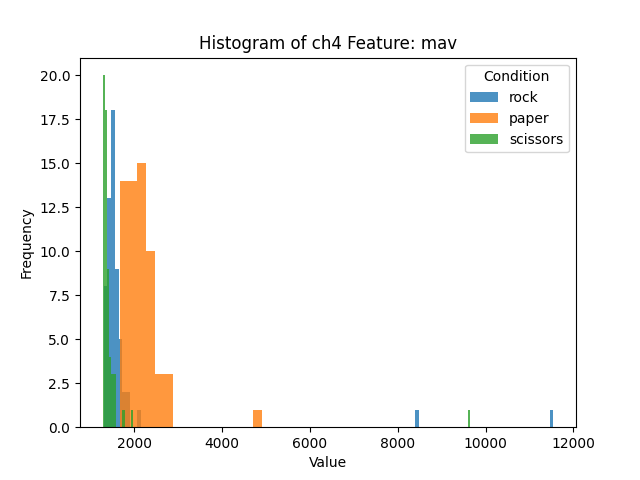 Histogram of ch4 Feature: mav
Condition
rock
paper
scissors
Frequency
20.0
17.5
15.0
12.5
10.0
7.5
5.0
2.5
0.0
2000 4000 6000 8000 10000 12000
Value